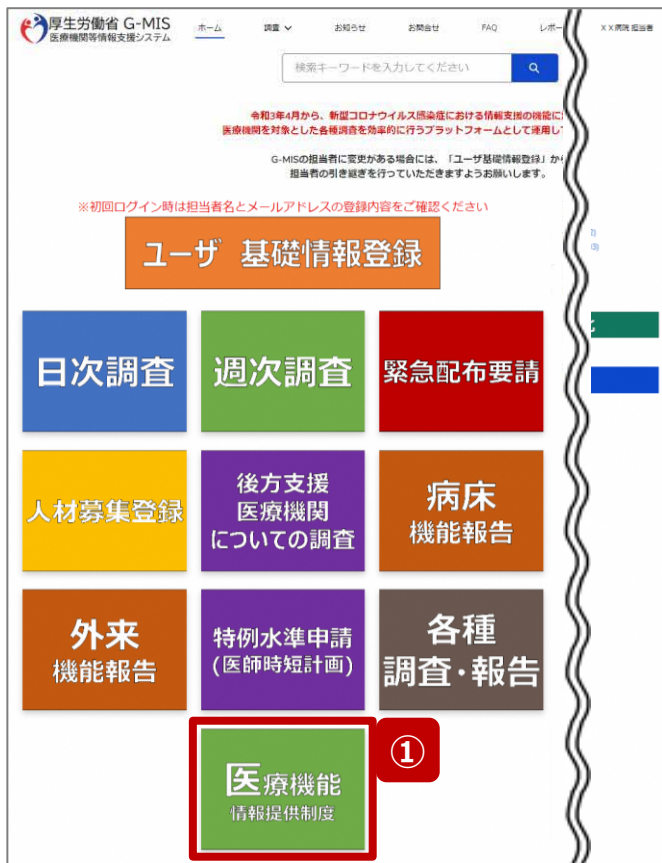 厚生労働省 G-MIS
医療機関等情報支援システム
ホーム 調査 お知らせ お問合せ FAQ レポー ××病院 担当者
検索キーワードを入力してください
令和3年4月から、新型コロナウイルス感染症における情報支援の機能に
医療機関を対象とした各種調査を効率的に行うプラットフォームとして運用し
G-MISの担当者に変更がある場合には、「ユーザ基礎情報登録」か
担当者の引き継ぎを行っていただきますようお願いします。
※初回ログイン時は担当者名とメールアドレスの登録内容をご確認ください
ユーザ 基礎情報登録
日次調査
週次調査
緊急配布要請
人材募集登録
後方支援
医療機関
についての調査
病床
機能報告
外来
機能報告
特例水準申請
(医師時短計画)
各種
調査・報告
医療機能
情報提供制度
①